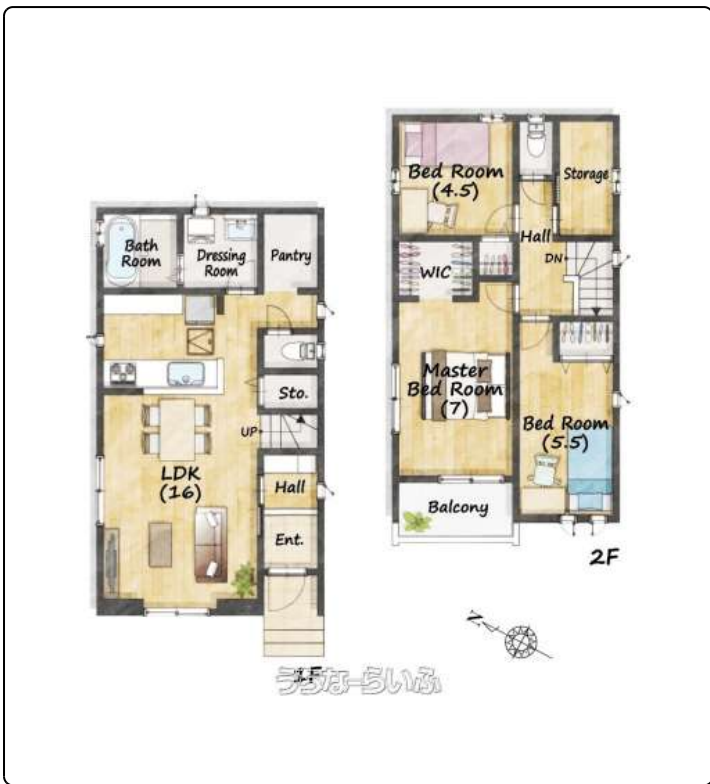 Bath
Room
Dressing
Room
Pantry
Sto.
UP
LDK
(16)
Hall
Ent.
うちなーらいふ
Bed Room
(4.5)
Storage
Hall
DN
WIC
Master
Bed Room
(7)
Bed Room
(5.5)
Balcony
2F
N